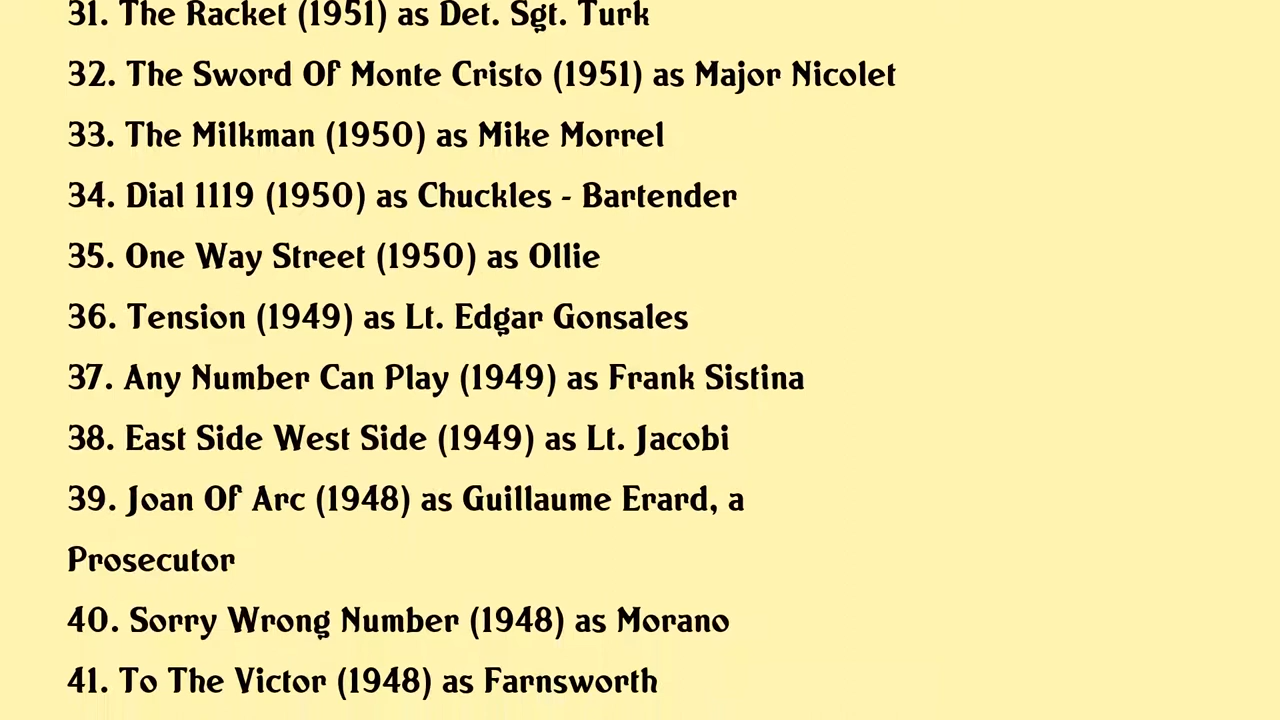 31. The Racket (1951) as Det. Sgt. Turk
32. The Sword Of Monte Cristo (1951) as Major Nicolet
33. The Milkman (1950) as Mike Morrel
34. Dial 1119 (1950) as Chuckles - Bartender
35. One Way Street (1950) as Ollie
36. Tension (1949) as Lt. Edgar Gonsales
37. Any Number Can Play (1949) as Frank Sistina
38. East Side West Side (1949) as Lt. Jacobi
39. Joan Of Arc (1948) as Guillaume Erard, a
Prosecutor
40. Sorry Wrong Number (1948) as Morano
41. To The Victor (1948) as Farnsworth